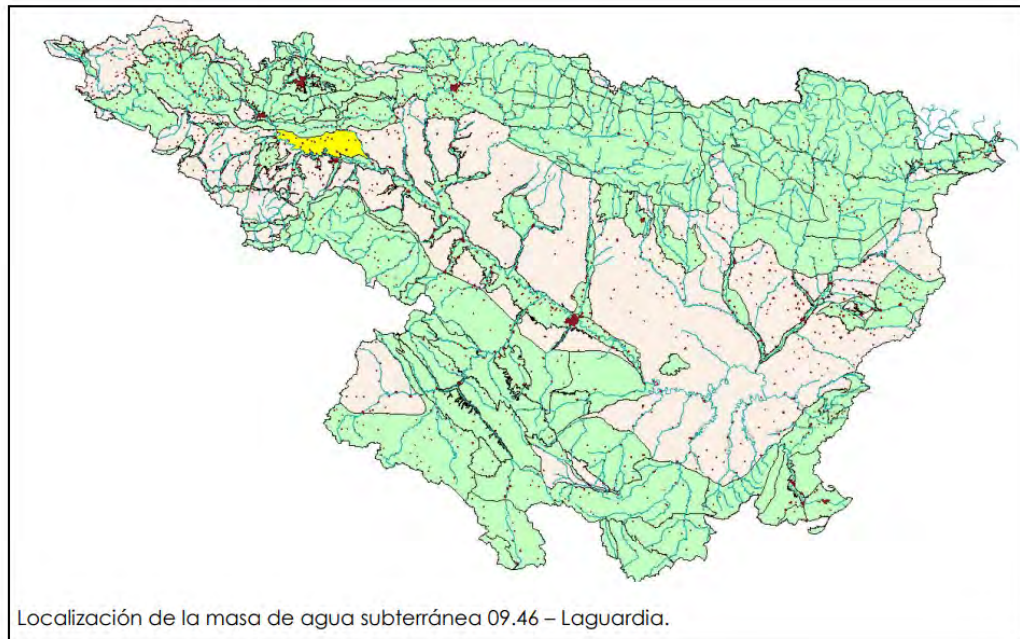 Localización de la masa de agua subterránea 09.46 – Laguardia.